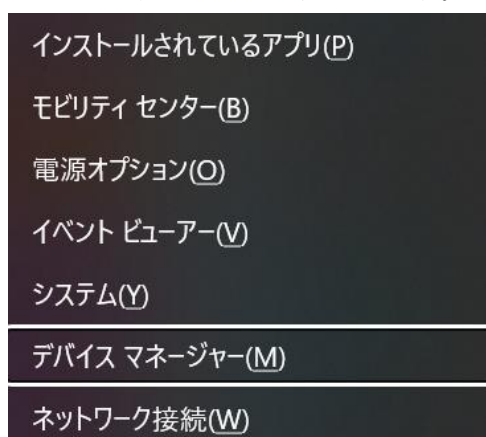 インストールされているアプリ(P)
モビリティ センター(B)
電源オプション(O)
イベント ビューアー(V)
システム(Y)
デバイス マネージャー(M)
ネットワーク接続(W)